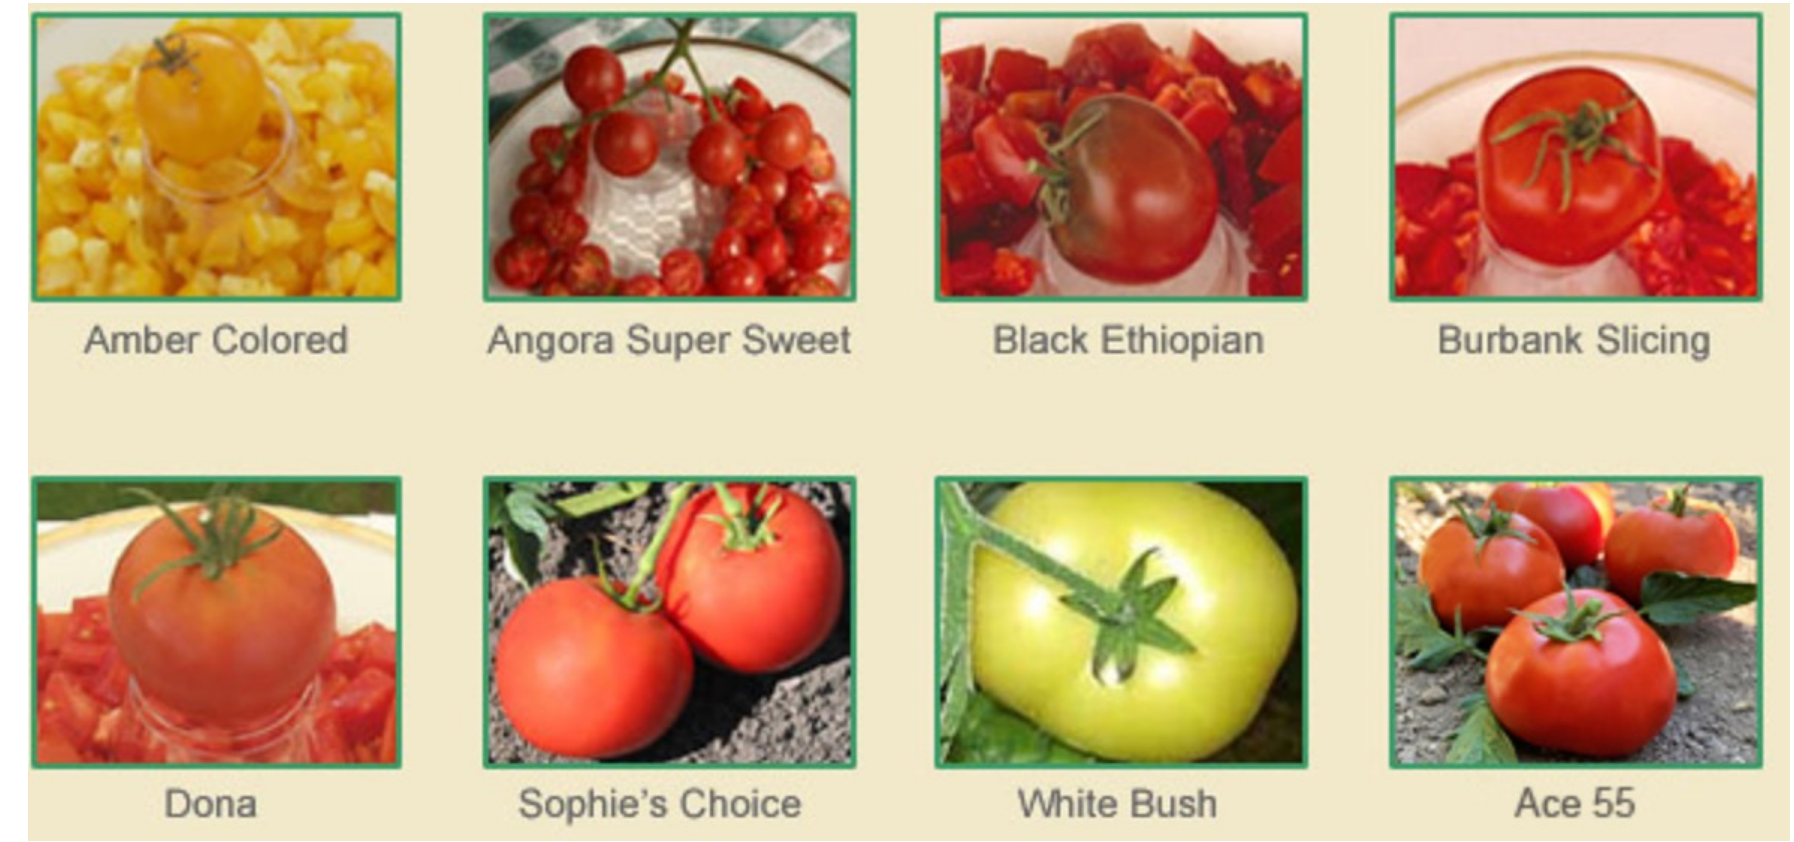 Amber Colored
Angora Super Sweet
Black Ethiopian
Burbank Slicing
Dona
Sophie’s Choice
White Bush
Ace 55